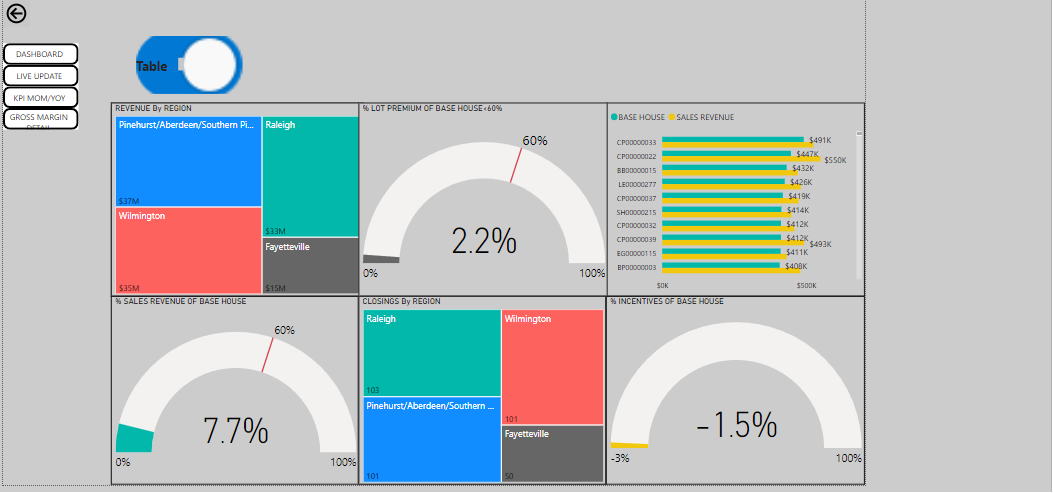 DASHBOARD
LIVE UPDATE
KPI MOM/YOY
GROSS MARGIN
DETAIL
Table
REVENUE By REGION
Pinehurst/Aberdeen/Southern Pi...
$37M
Raleigh
$33M
Wilmington
$35M
Fayetteville
$15M
% LOT PREMIUM OF BASE HOUSE<60%
60%
2.2%
0%
100%
BASE HOUSE SALES REVENUE
CP00000033 $491K
CP00000022 $447K
$550K
BB00000015 $432K
LE00000277 $426K
CP00000037 $419K
SH00000215 $414K
CP00000032 $412K
CP00000039 $412K
$493K
EG00000115 $411K
BP00000003 $408K
$0K $500K
% SALES REVENUE OF BASE HOUSE
60%
7.7%
0%
100%
CLOSINGS By REGION
Raleigh
103
Wilmington
101
Pinehurst/Aberdeen/Southern ...
101
Fayetteville
50
% INCENTIVES OF BASE HOUSE
-1.5%
-3%
100%